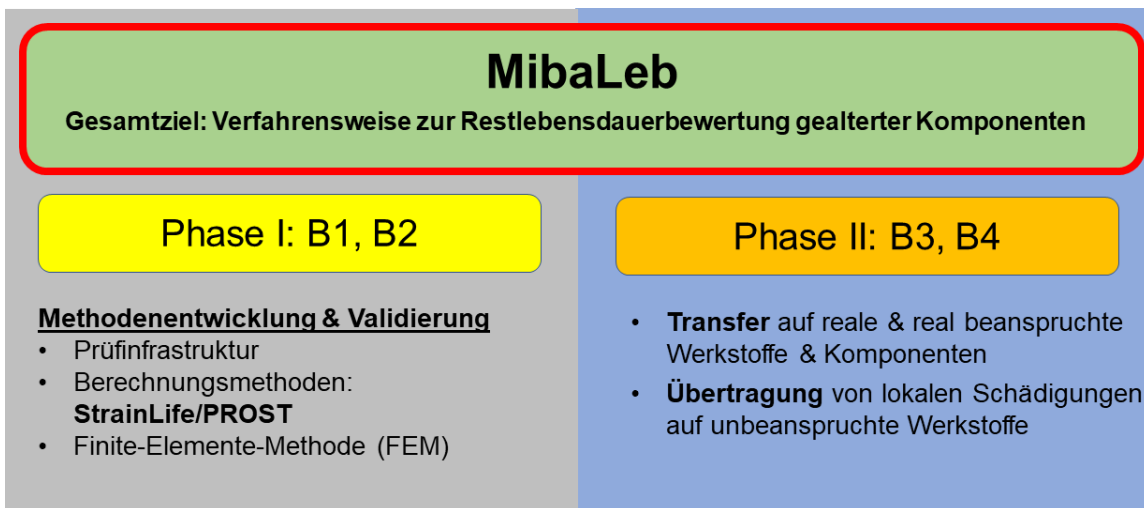 MibaLeb
Gesamtziel: Verfahrensweise zur Restlebensdauerbewertung gealterter Komponenten
Phase I: B1, B2
Methodenentwicklung & Validierung
• Prüfinfrastruktur
• Berechnungsmethoden:
StrainLife/PROST
• Finite-Elemente-Methode (FEM)
Phase II: B3, B4
• Transfer auf reale & real beanspruchte
Werkstoffe & Komponenten
• Übertragung von lokalen Schädigungen
auf unbeanspruchte Werkstoffe